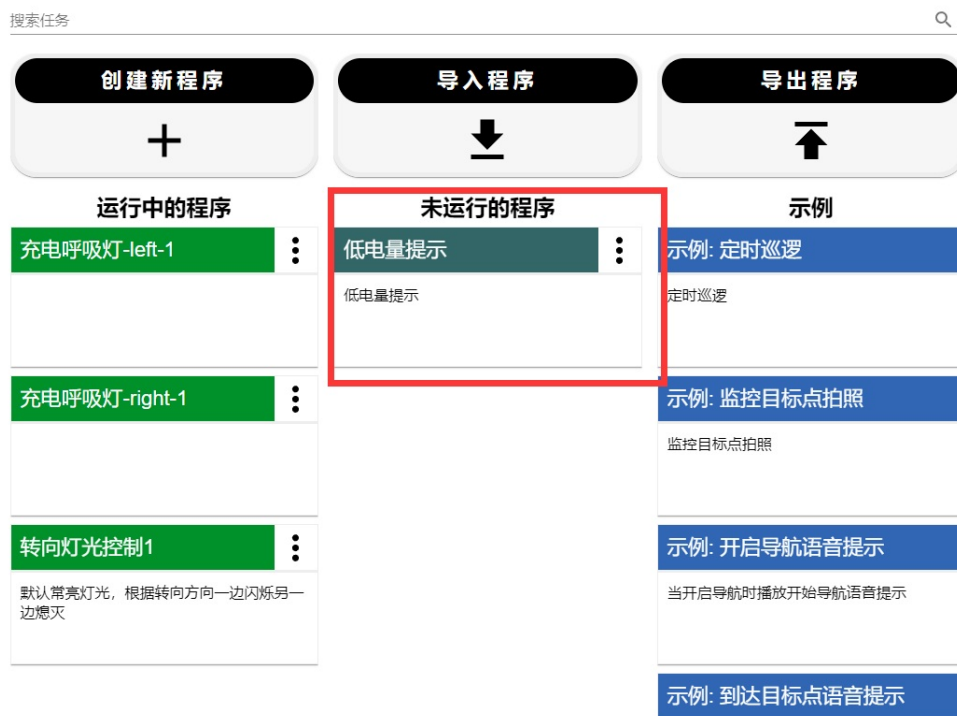 搜索任务
创建新程序
导入程序
导出程序
运行中的程序
未运行的程序
示例
充电呼吸灯-left-1
低电量提示
示例: 定时巡逻
低电量提示
定时巡逻
充电呼吸灯-right-1
示例: 监控目标点拍照
监控目标点拍照
转向灯光控制1
示例: 开启导航语音提示
默认常亮灯光，根据转向方向一边闪烁另一
边熄灭
当开启导航时播放开始导航语音提示
示例: 到达目标点语音提示